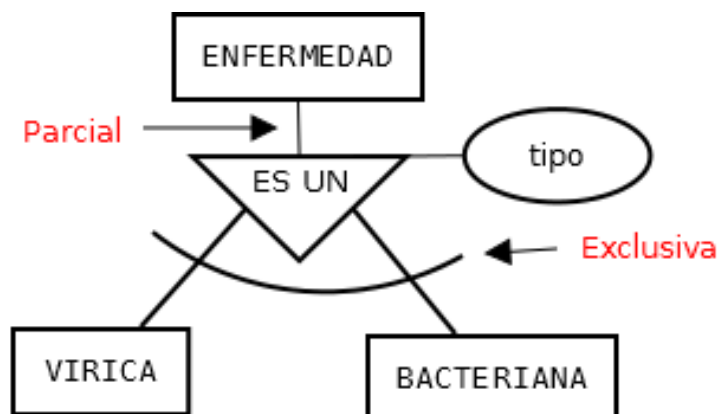 ENFERMEDAD
Parcial
ES UN
tipo
Exclusiva
VIRICA
BACTERIANA